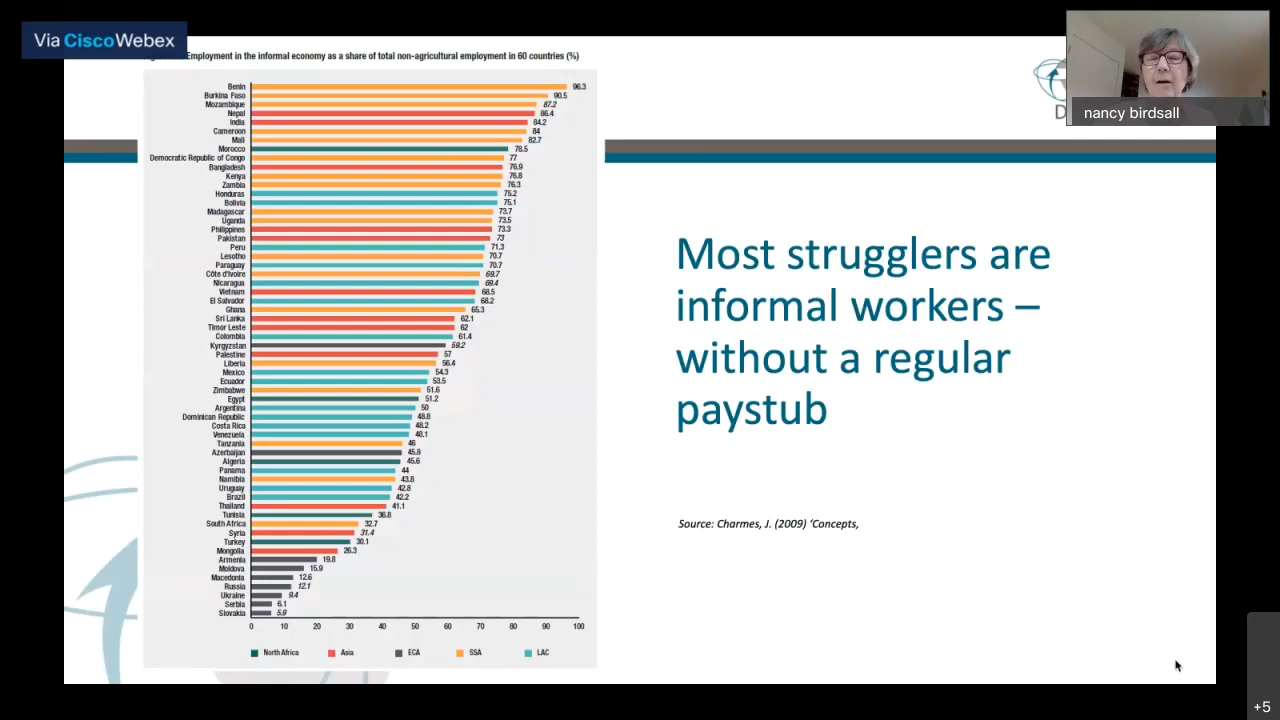 Via CiscoWebex
Employment in the informal economy as a share of total non-agricultural employment in 60 countries (%)
nancy birdsall
D
Benin 96.3
Burkina Faso 90.5
Mozambique 87.2
Nepal 86.4
India 84.2
Cameroon 84
Mali 82.7
Morocco 78.5
Democratic Republic of Congo 77
Bangladesh 76.9
Kenya 76.8
Zambia 76.3
Honduras 75.2
Bolivia 75.1
Madagascar 73.7
Uganda 73.5
Philippines 73.3
Pakistan 73
Peru 71.3
Lesotho 70.7
Paraguay 70.7
Côte d'Ivoire 69.7
Nicaragua 69.4
Vietnam 68.5
El Salvador 68.2
Ghana 65.3
Sri Lanka 62.1
Timor Leste 62
Colombia 61.4
Kyrgyzstan 59.2
Palestine 57
Liberia 56.4
Mexico 54.3
Ecuador 53.5
Zimbabwe 51.6
Egypt 51.2
Argentina 50
Dominican Republic 48.8
Costa Rica 48.2
Venezuela 48.1
Tanzania 46
Azerbaijan 45.8
Algeria 45.6
Panama 44
Namibia 43.8
Uruguay 42.8
Brazil 42.2
Thailand 41.1
Tunisia 36.8
South Africa 32.7
Syria 31.4
Turkey 30.1
Mongolia 26.3
Armenia 19.8
Moldova 15.9
Macedonia 12.6
Russia 12.1
Ukraine 9.4
Serbia 6.1
Slovakia 5.9
0 10 20 30 40 50 60 70 80 90 100
North Africa Asia ECA SSA LAC
Most strugglers are
informal workers –
without a regular
paystub
Source: Charmes, J. (2009) ‘Concepts,
+5